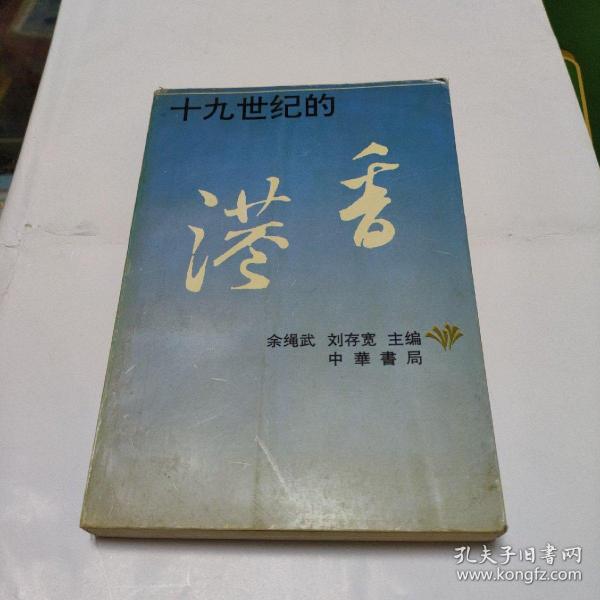 十九世纪的
香
港
余绳武 刘存宽 主编
中華書局
孔夫子旧書网
www.kongfz.com